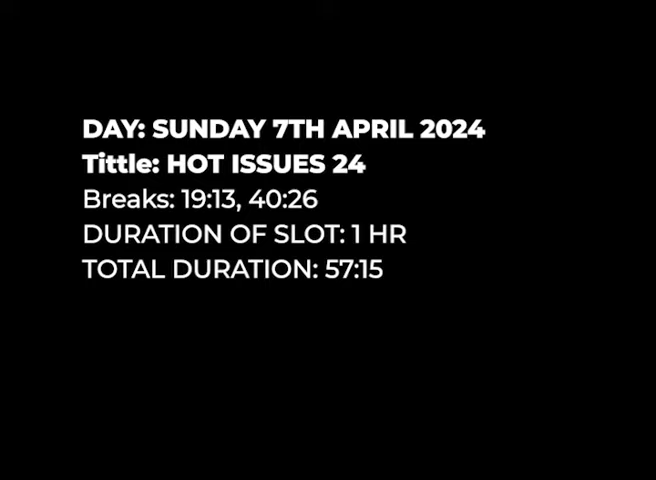 DAY: SUNDAY 7TH APRIL 2024
Tittle: HOT ISSUES 24
Breaks: 19:13, 40:26
DURATION OF SLOT: 1 HR
TOTAL DURATION: 57:15